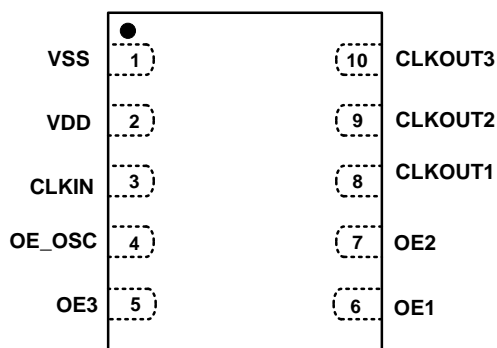 VSS 1 10 CLKOUT3
VDD 2 9 CLKOUT2
CLKIN 3 8 CLKOUT1
OE_OSC 4 7 OE2
OE3 5 6 OE1